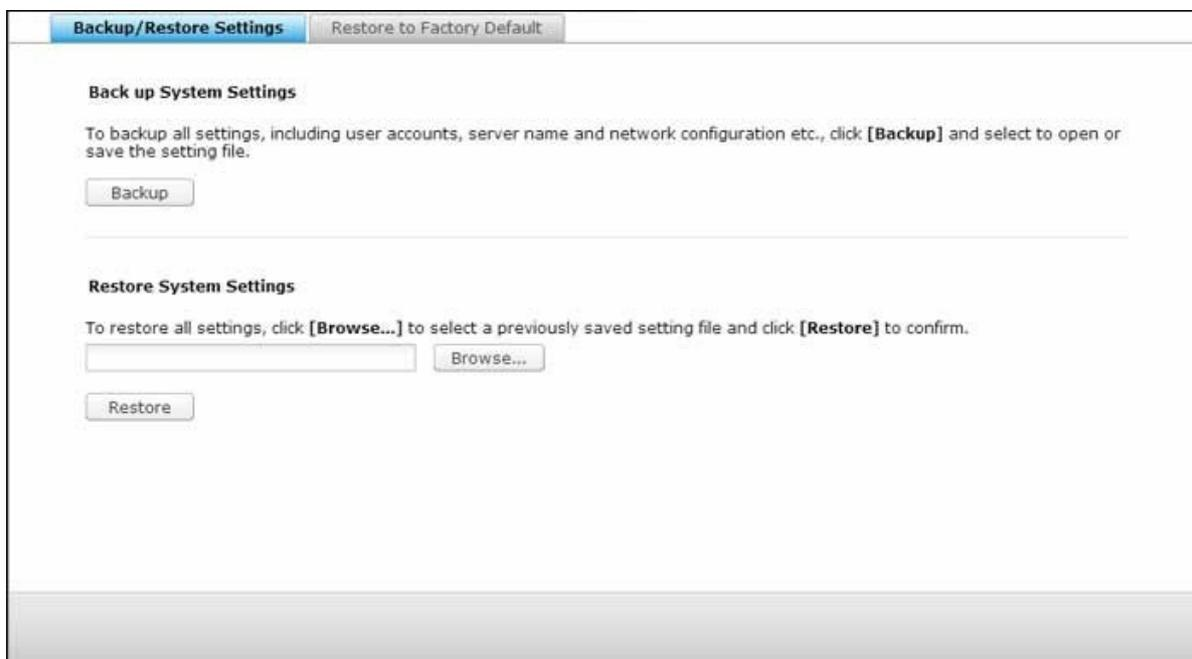 Backup/Restore Settings
Restore to Factory Default
Back up System Settings
To backup all settings, including user accounts, server name and network configuration etc., click [Backup] and select to open or
save the setting file.
Backup
Restore System Settings
To restore all settings, click [Browse...] to select a previously saved setting file and click [Restore] to confirm.
Browse...
Restore